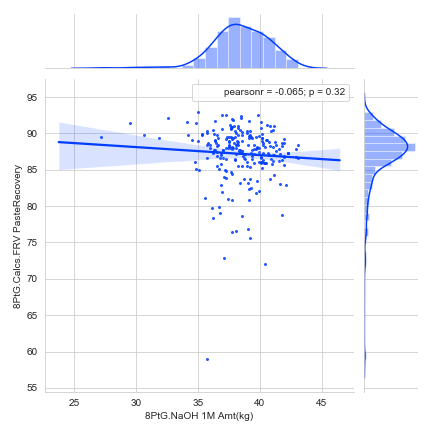 pearsonr = -0.065; p = 0.32
95
90
85
80
75
70
65
60
55
8PtG.Calcs.FRV PasteRecovery
25 30 35 40 45
8PtG.NaOH 1M Amt(kg)